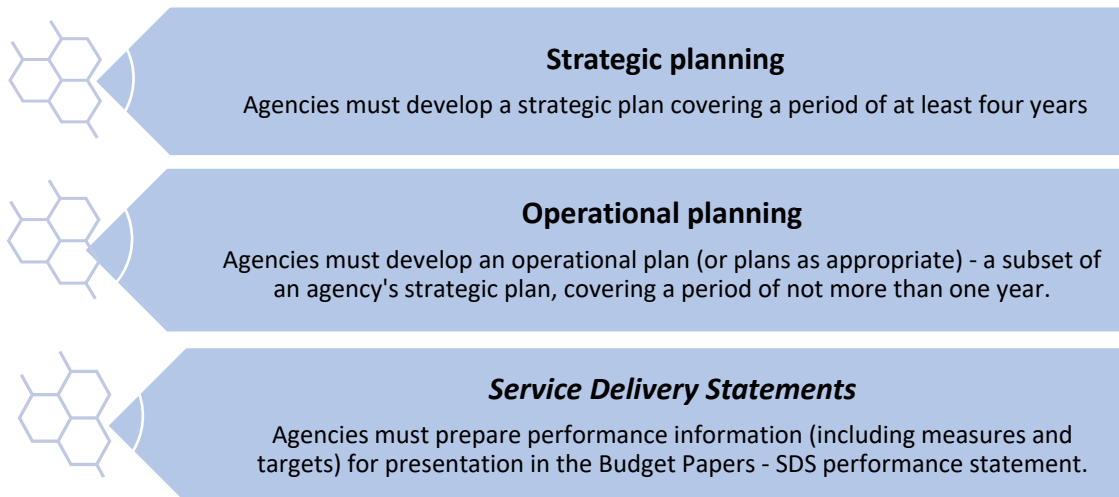 Strategic planning
Agencies must develop a strategic plan covering a period of at least four years
Operational planning
Agencies must develop an operational plan (or plans as appropriate) - a subset of
an agency's strategic plan, covering a period of not more than one year.
Service Delivery Statements
Agencies must prepare performance information (including measures and
targets) for presentation in the Budget Papers - SDS performance statement.